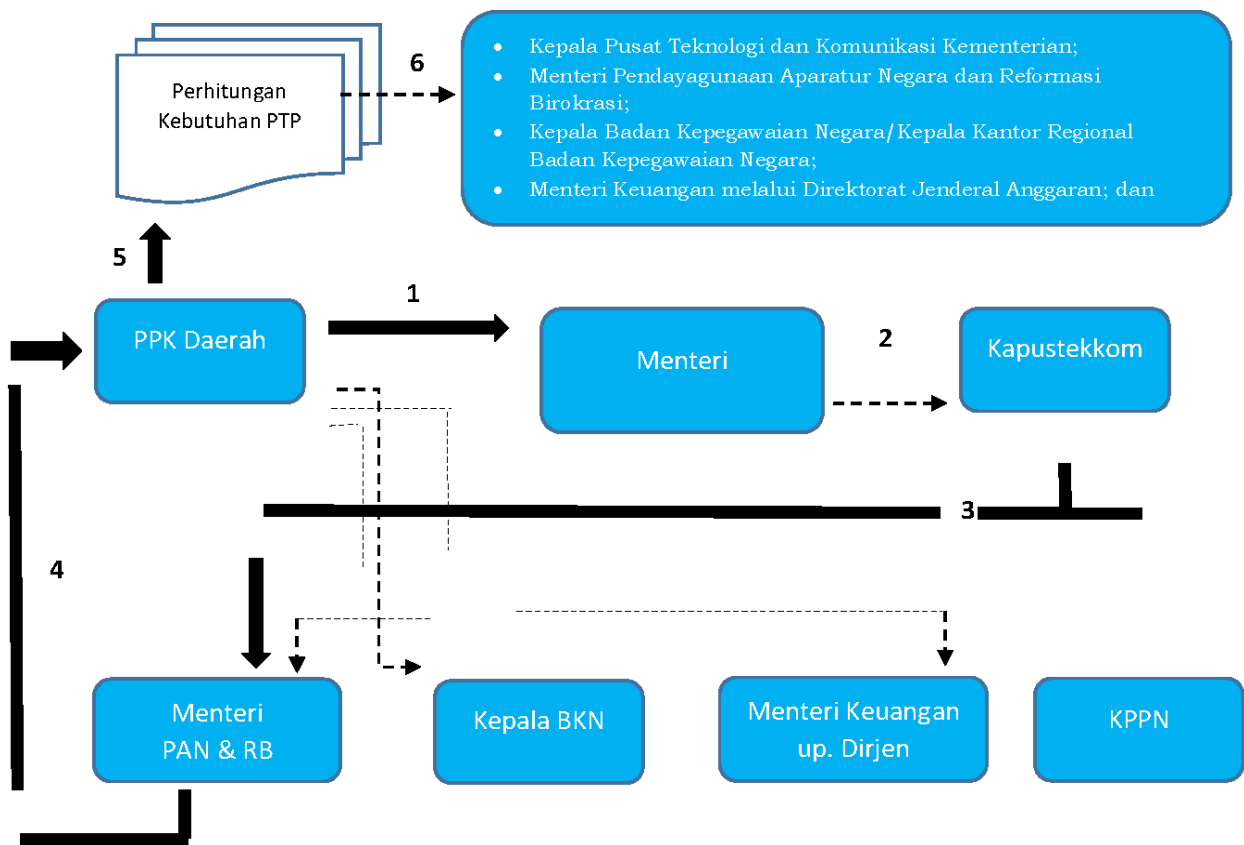 Perhitungan
Kebutuhan PTP
6
• Kepala Pusat Teknologi dan Komunikasi Kementerian;
• Menteri Pendayagunaan Aparatur Negara dan Reformasi
Birokrasi;
• Kepala Badan Kepegawaian Negara/Kepala Kantor Regional
Badan Kepegawaian Negara;
• Menteri Keuangan melalui Direktorat Jenderal Anggaran; dan
5
PPK Daerah
1
Menteri
2
Kapustekkom
3
4
Menteri
PAN & RB
Kepala BKN
Menteri Keuangan
up. Dirjen
KPPN